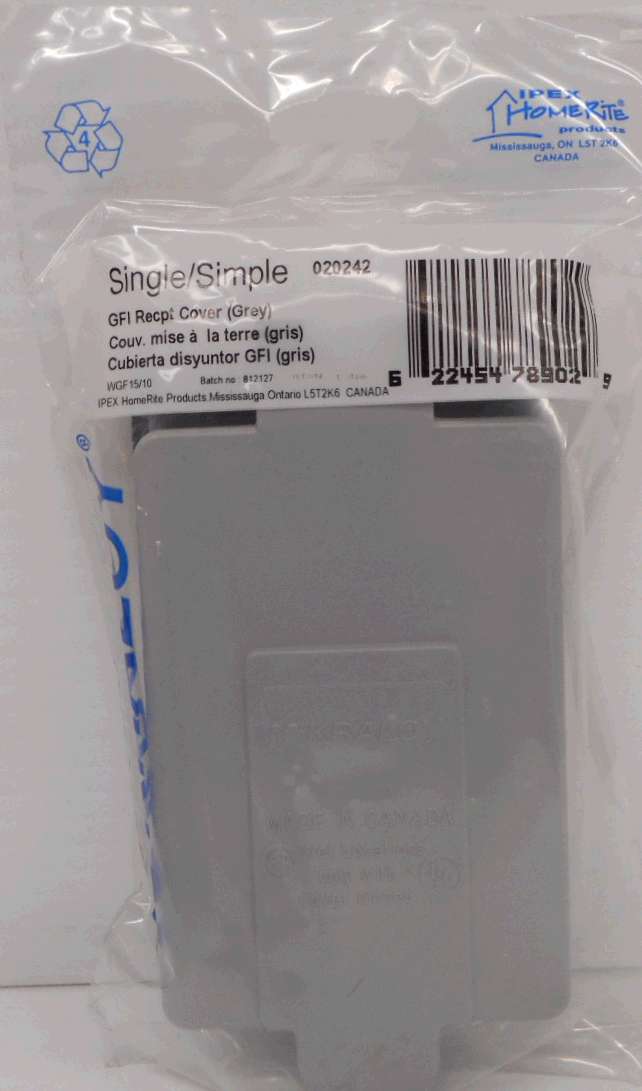 4
IPEX
HOMERITE®
products
Mississauga, ON L5T 2K6
CANADA
Single/Simple 020242
GFI Recpt Cover (Grey)
Couv. mise à la terre (gris)
Cubierta disyuntor GFI (gris)
WGF15/10 Batch no 812127
IPEX HomeRite Products Mississauga Ontario L5T2K6 CANADA
6 22454 78902 9
®
MADE IN CANADA